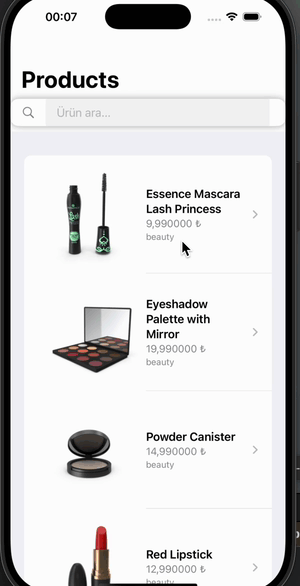 00:07
Products
Ürün ara...
Essence Mascara
Lash Princess
9,990000 ₺
beauty
Eyeshadow
Palette with
Mirror
19,990000 ₺
beauty
Powder Canister
14,990000 ₺
beauty
Red Lipstick
12,990000 ₺
beauty